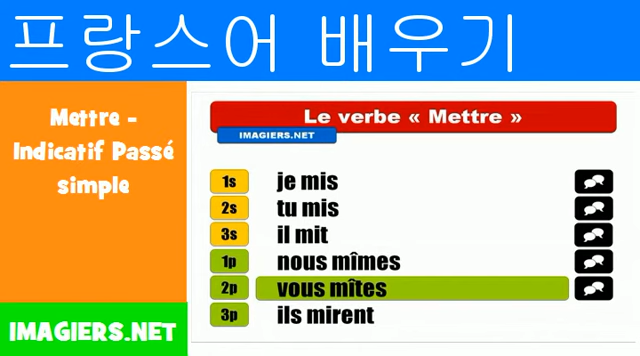 프랑스어 배우기
Mettre -
Indicatif Passé
simple
IMAGIERS.NET
Le verbe « Mettre »
IMAGIERS.NET
1s je mis
2s tu mis
3s il mit
1p nous mîmes
2p vous mîtes
3p ils mirent